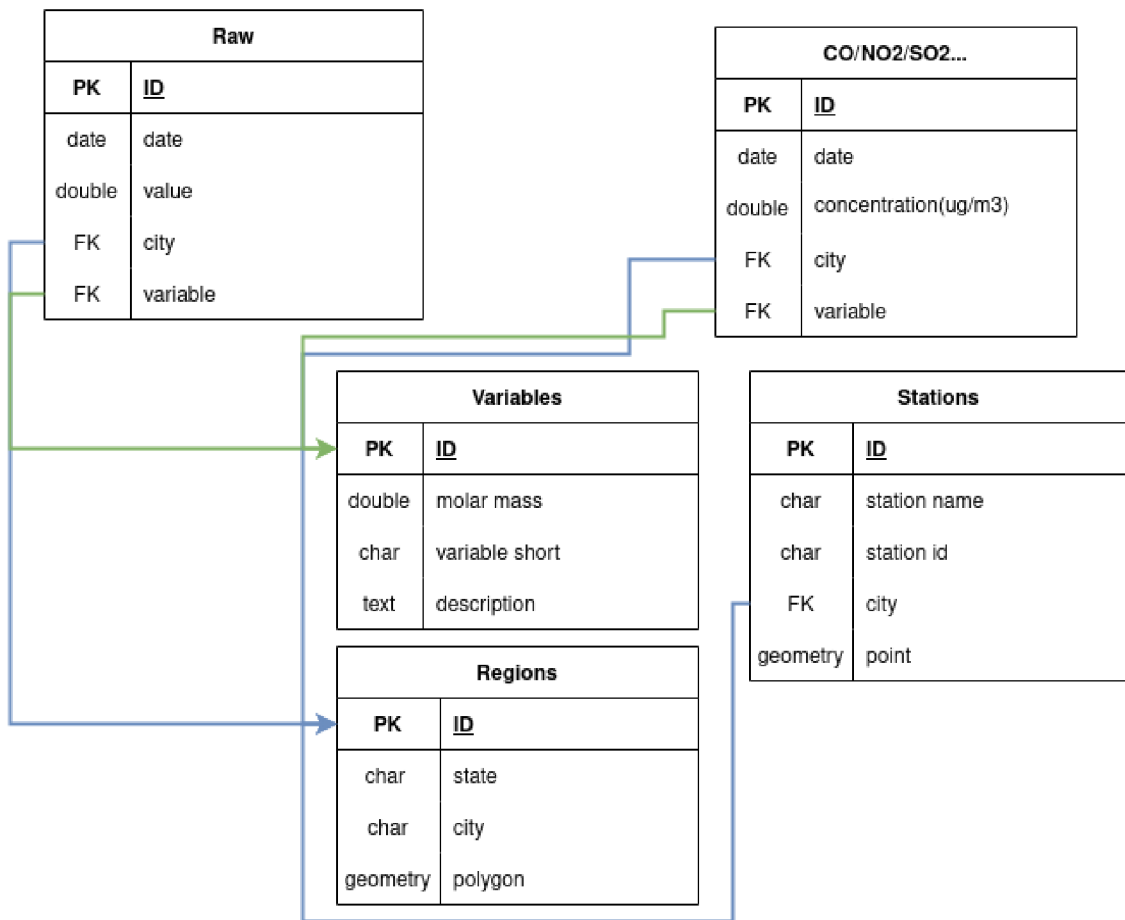 Raw
PK ID
date date
double value
FK city
FK variable
CO/NO2/SO2...
PK ID
date date
double concentration(ug/m3)
FK city
FK variable
Variables
PK ID
double molar mass
char variable short
text description
Stations
PK ID
char station name
char station id
FK city
geometry point
Regions
PK ID
char state
char city
geometry polygon